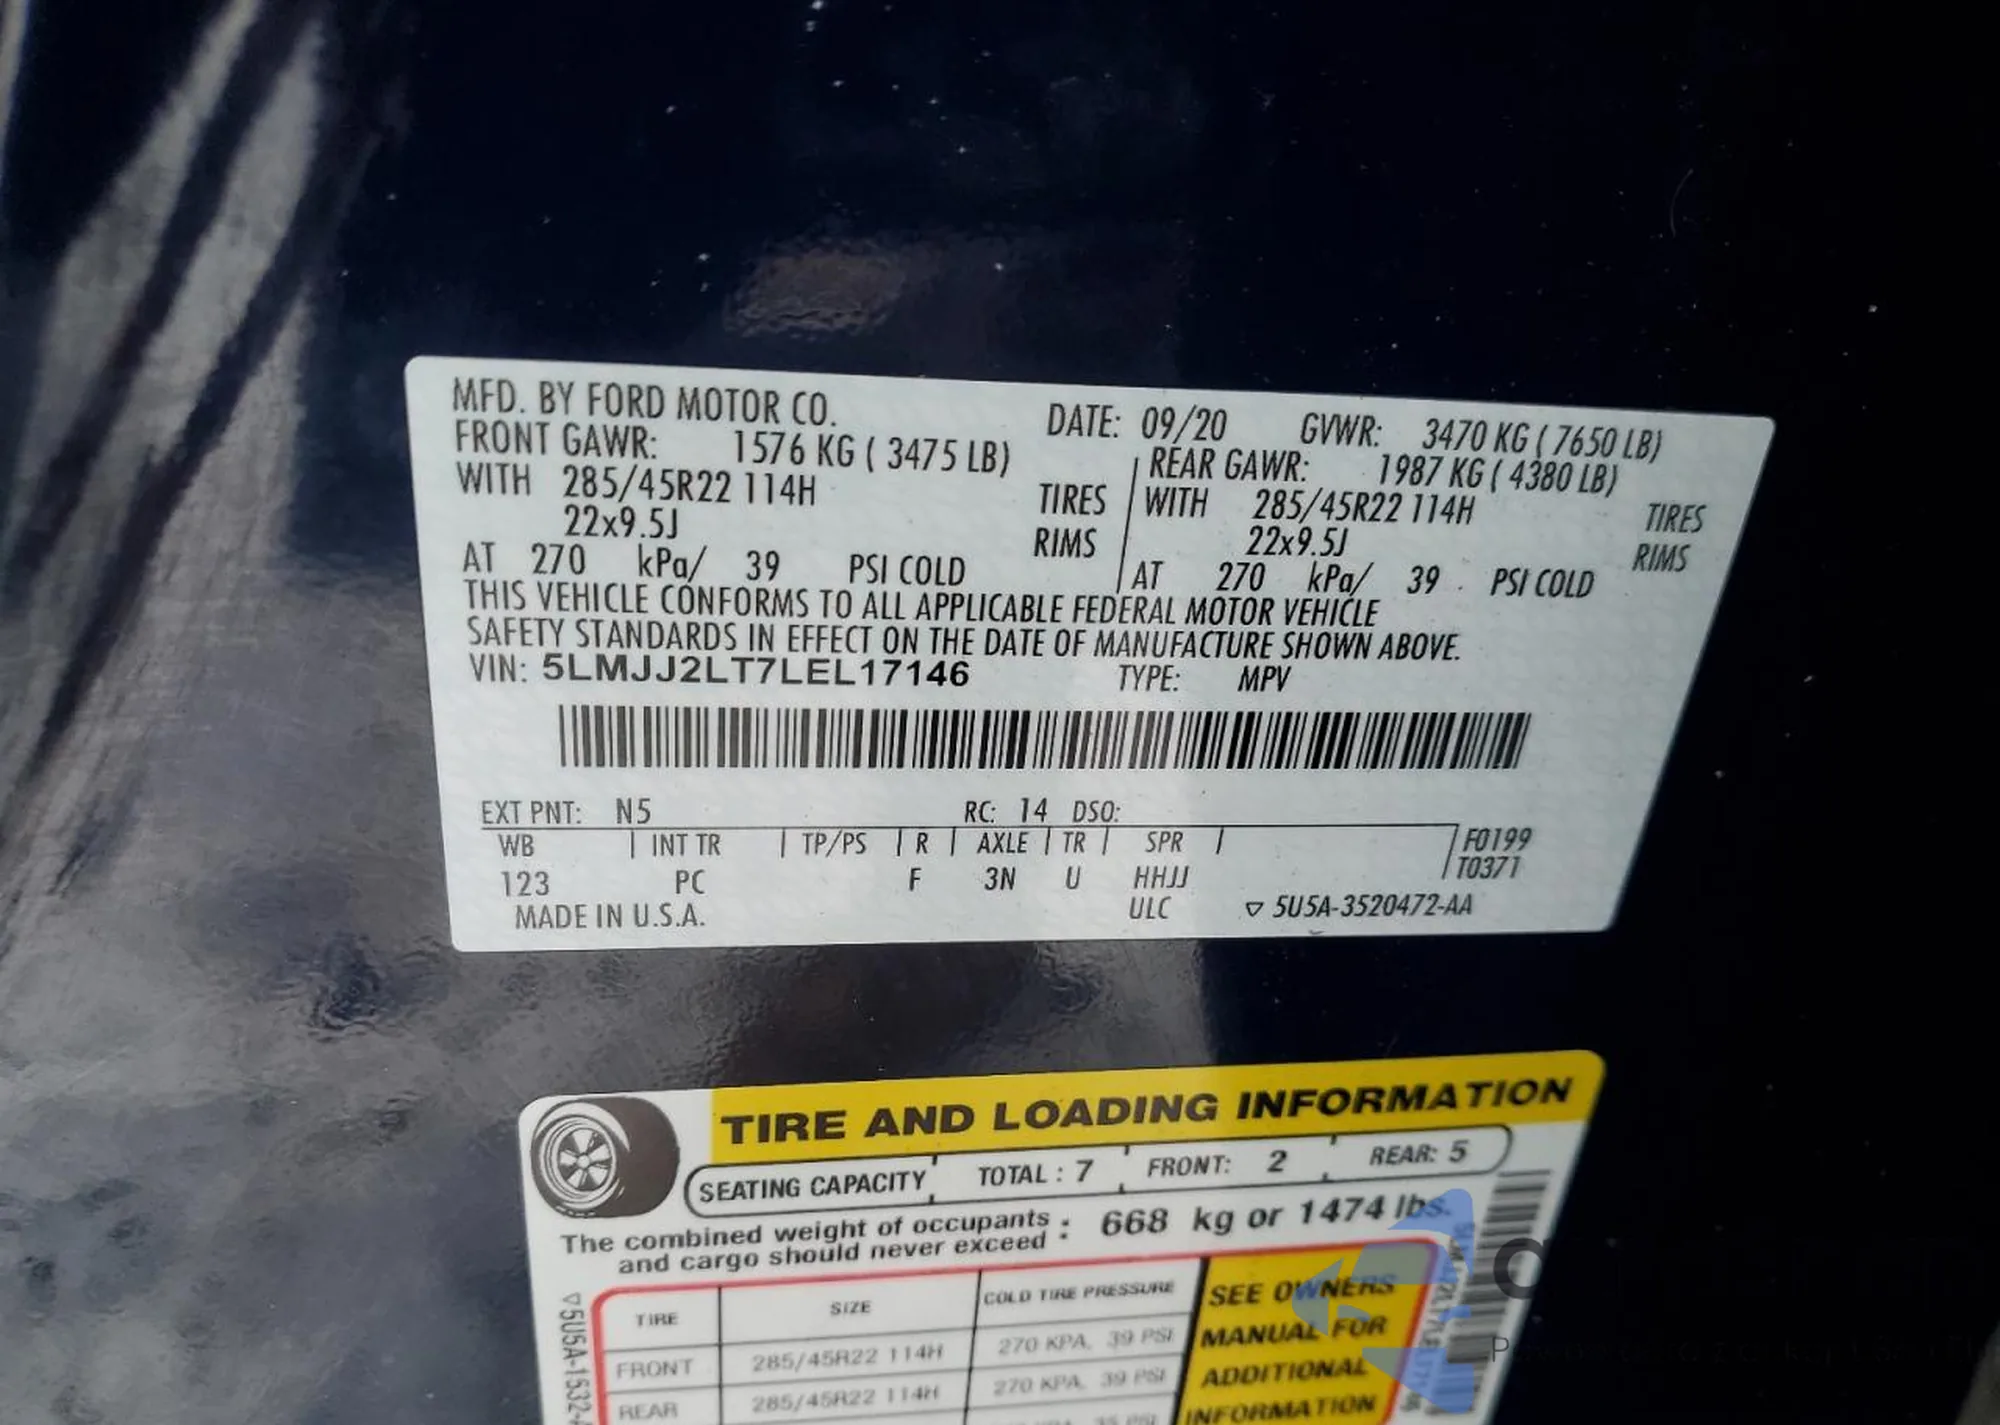 MFD. BY FORD MOTOR CO. DATE: 09/20 GVWR: 3470 KG ( 7650 LB)
FRONT GAWR: 1576 KG ( 3475 LB) REAR GAWR: 1987 KG ( 4380 LB)
WITH 285/45R22 114H TIRES WITH 285/45R22 114H TIRES
22x9.5J RIMS 22x9.5J RIMS
AT 270 kPa/ 39 PSI COLD AT 270 kPa/ 39 PSI COLD
THIS VEHICLE CONFORMS TO ALL APPLICABLE FEDERAL MOTOR VEHICLE
SAFETY STANDARDS IN EFFECT ON THE DATE OF MANUFACTURE SHOWN ABOVE.
VIN: 5LMJJ2LT7LEL17146 TYPE: MPV
EXT PNT: N5 RC: 14 DSO:
WB INT TR TP/PS R AXLE TR SPR F0199
T0371
123 PC F 3N U HHJJ
MADE IN U.S.A. ULC ▽ 5U5A-3520472-AA
TIRE AND LOADING INFORMATION
SEATING CAPACITY TOTAL : 7 FRONT: 2 REAR: 5
The combined weight of occupants : 668 kg or 1474 lbs.
and cargo should never exceed
TIRE SIZE COLD TIRE PRESSURE
FRONT 285/45R22 114H 270 KPA, 39 PSI
REAR 285/45R22 114H 270 KPA, 39 PSI
SEE OWNERS
MANUAL FOR
ADDITIONAL
INFORMATION
▽5U5A-1532-